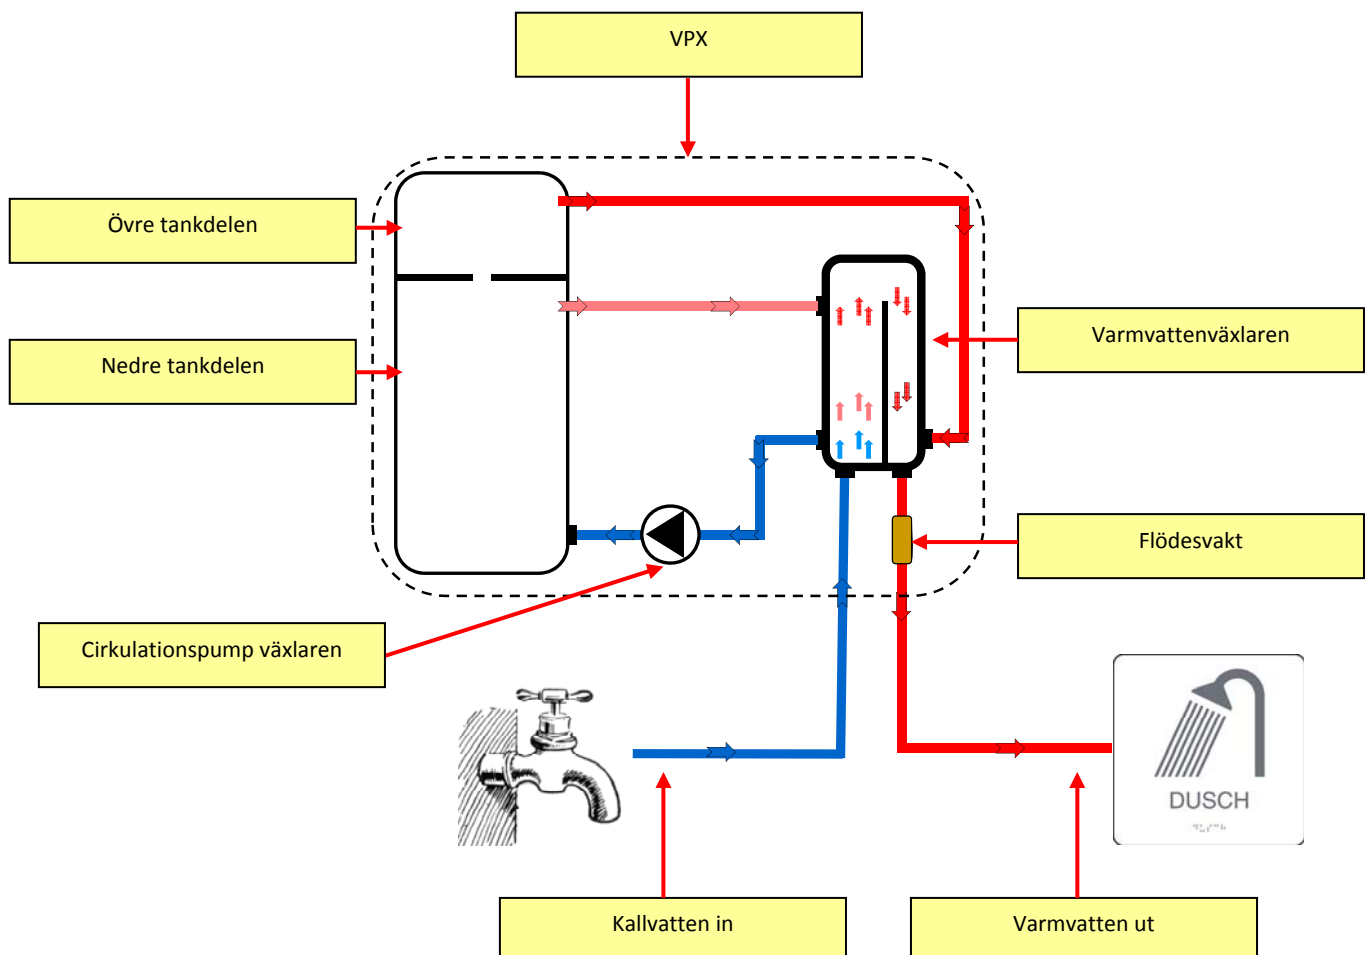 VPX
Övre tankdelen
Nedre tankdelen
Varmvattenväxlaren
Flödesvakt
Cirkulationspump växlaren
DUSCH
Kallvatten in
Varmvatten ut